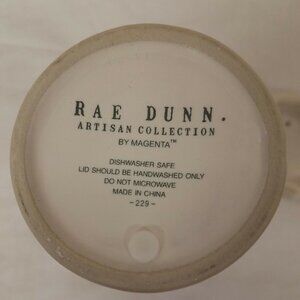 RAE DUNN.
ARTISAN COLLECTION
BY MAGENTA™
DISHWASHER SAFE
LID SHOULD BE HANDWASHED ONLY
DO NOT MICROWAVE
MADE IN CHINA
-229-